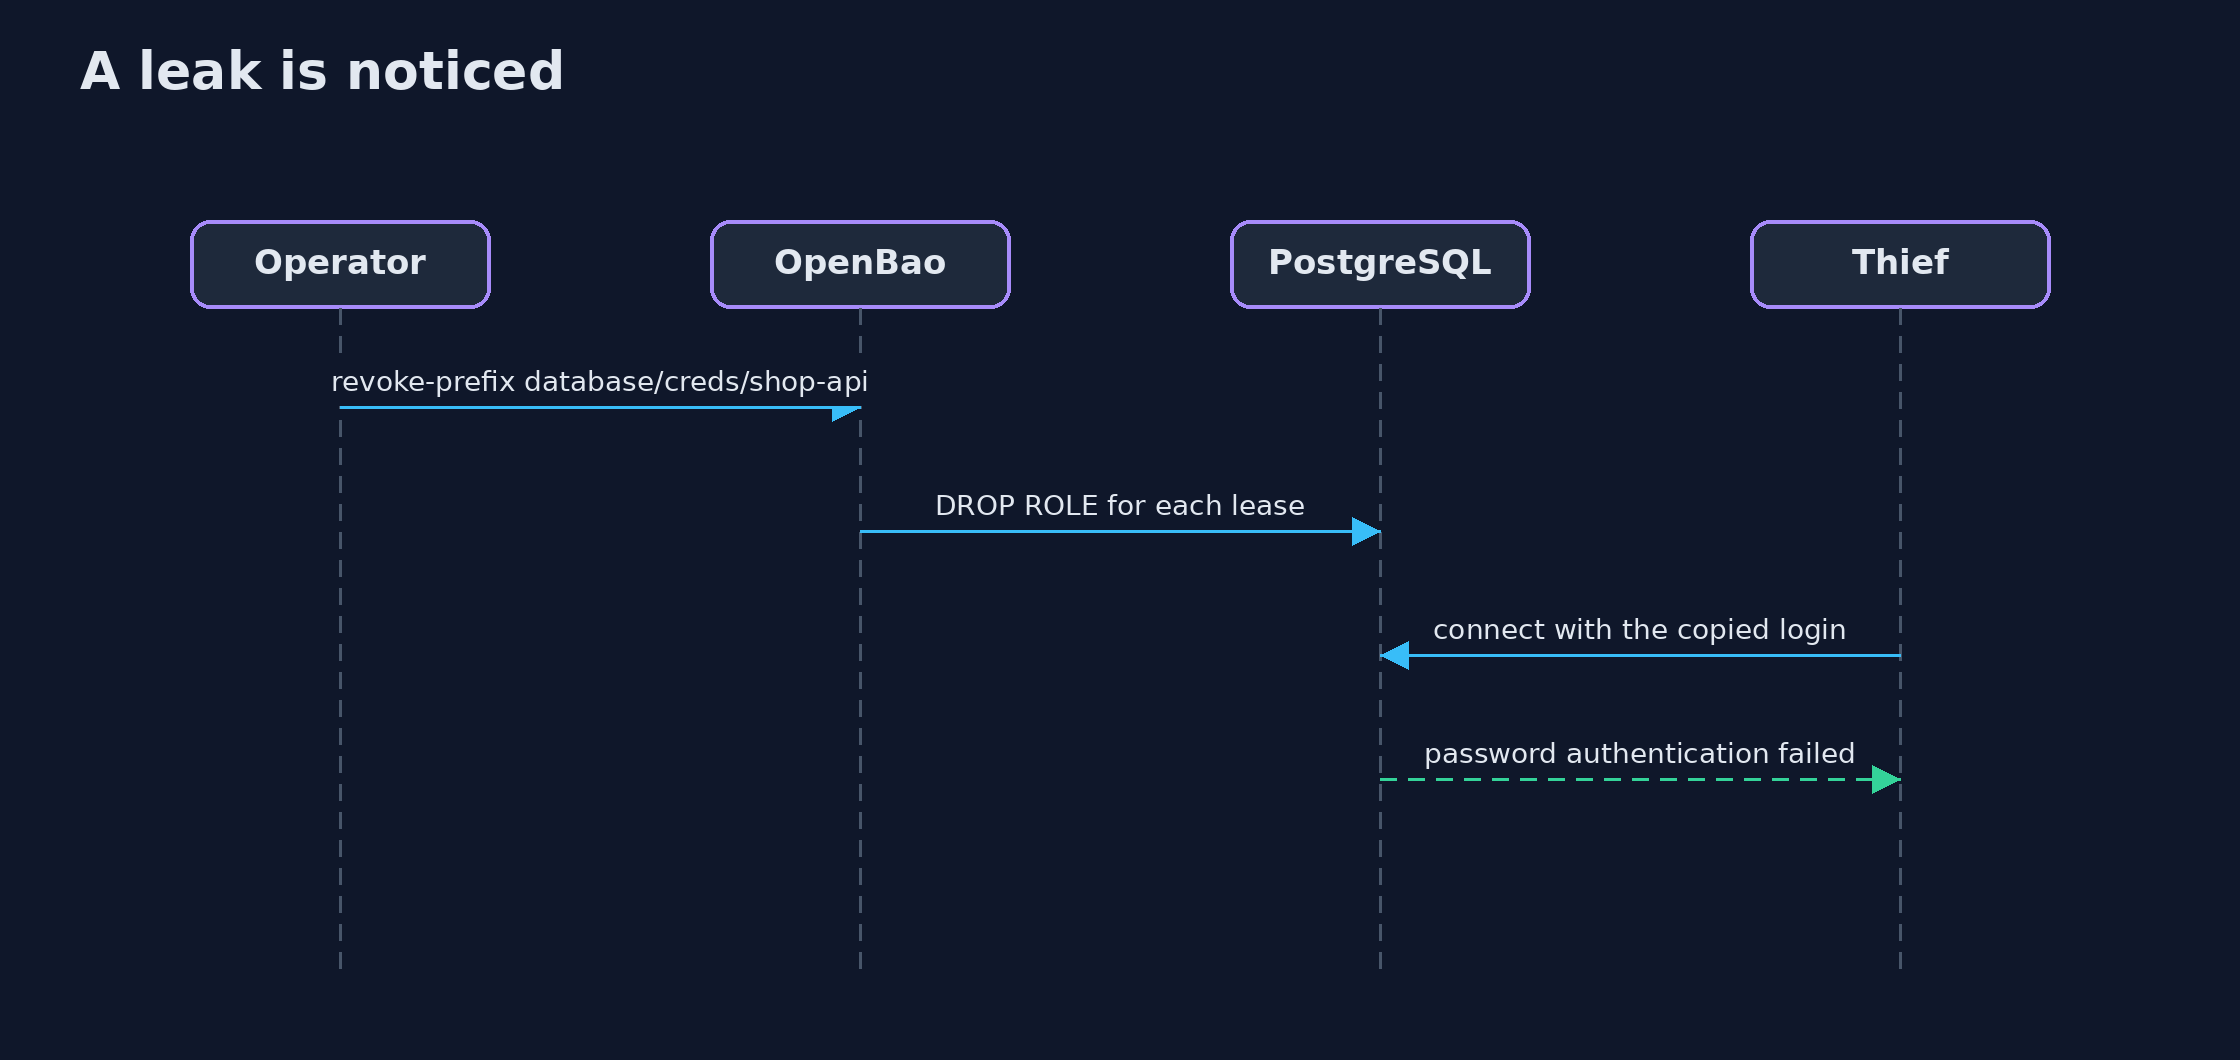 A leak is noticed
Operator
OpenBao
PostgreSQL
Thief
revoke-prefix database/creds/shop-api
DROP ROLE for each lease
connect with the copied login
password authentication failed